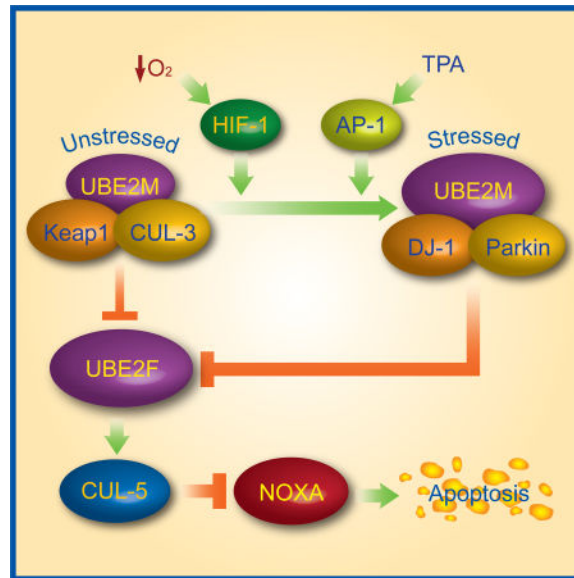 ↓O₂
TPA
HIF-1
AP-1
Unstressed
Stressed
UBE2M
UBE2M
Keap1
CUL-3
DJ-1
Parkin
UBE2F
CUL-5
NOXA
Apoptosis